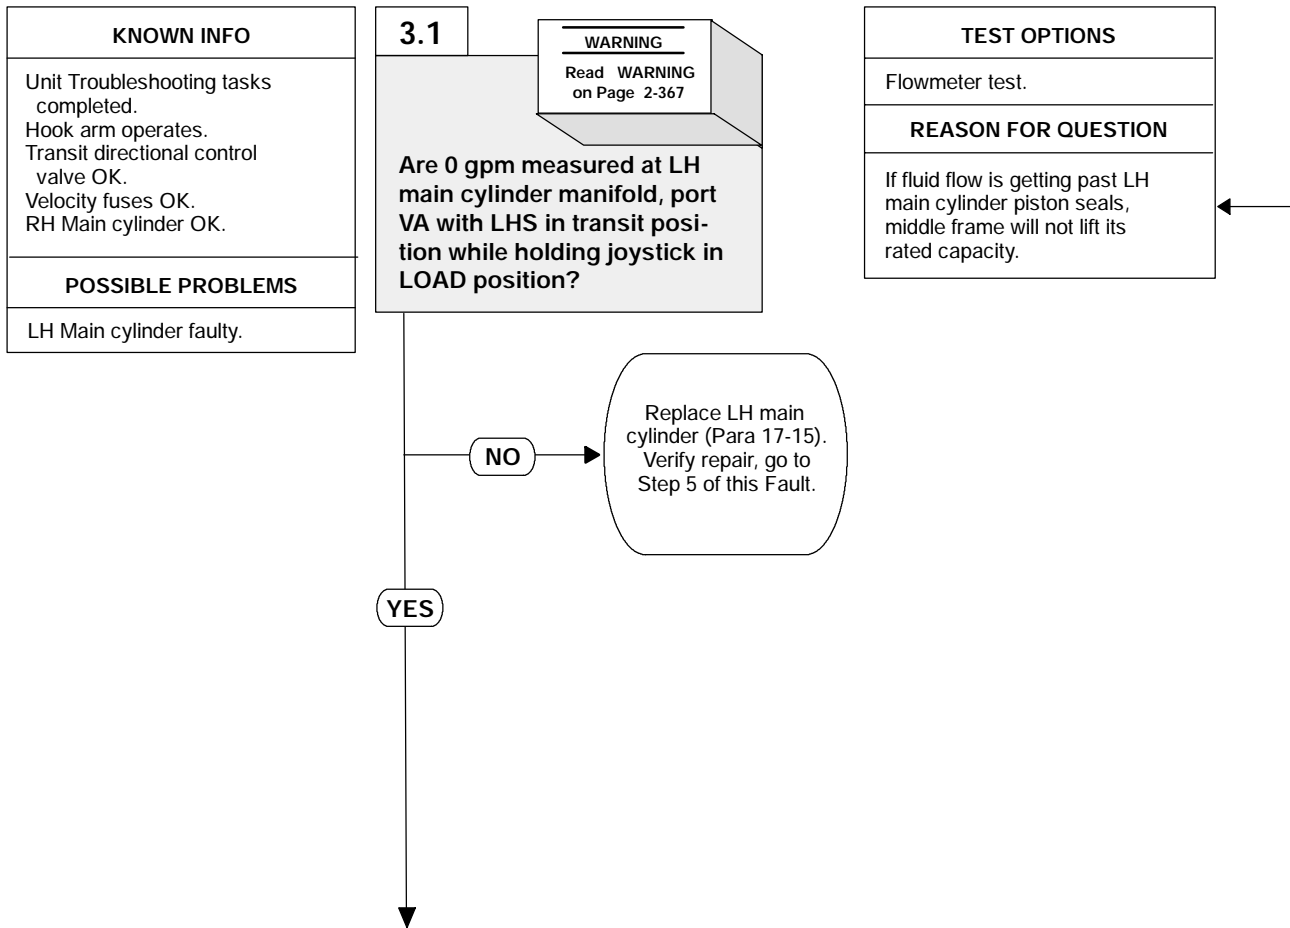 KNOWN INFO
Unit Troubleshooting tasks
completed.
Hook arm operates.
Transit directional control
valve OK.
Velocity fuses OK.
RH Main cylinder OK.
POSSIBLE PROBLEMS
LH Main cylinder faulty.
3.1
WARNING
Read WARNING
on Page 2-367
Are 0 gpm measured at LH
main cylinder manifold, port
VA with LHS in transit posi-
tion while holding joystick in
LOAD position?
TEST OPTIONS
Flowmeter test.
REASON FOR QUESTION
If fluid flow is getting past LH
main cylinder piston seals,
middle frame will not lift its
rated capacity.
NO
Replace LH main
cylinder (Para 17-15).
Verify repair, go to
Step 5 of this Fault.
YES